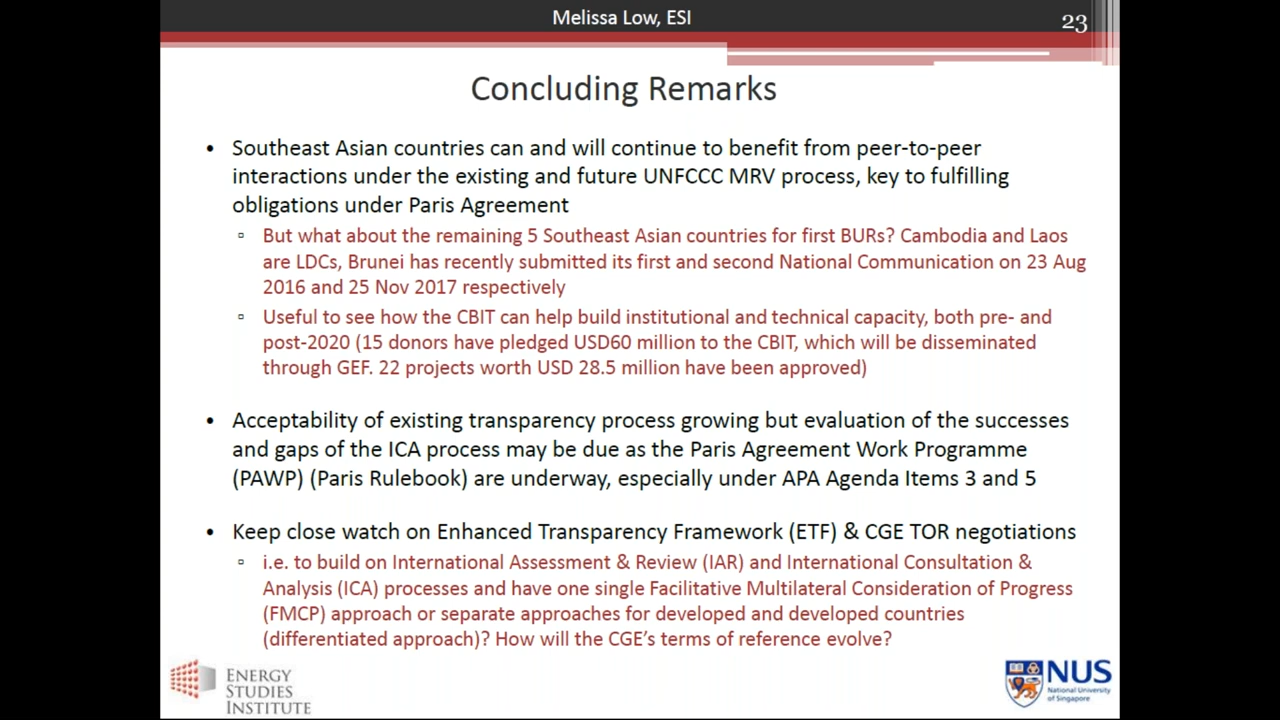 Melissa Low, ESI
23
Concluding Remarks
• Southeast Asian countries can and will continue to benefit from peer-to-peer
interactions under the existing and future UNFCCC MRV process, key to fulfilling
obligations under Paris Agreement
▫ But what about the remaining 5 Southeast Asian countries for first BURs? Cambodia and Laos
are LDCs, Brunei has recently submitted its first and second National Communication on 23 Aug
2016 and 25 Nov 2017 respectively
▫ Useful to see how the CBIT can help build institutional and technical capacity, both pre- and
post-2020 (15 donors have pledged USD60 million to the CBIT, which will be disseminated
through GEF. 22 projects worth USD 28.5 million have been approved)
• Acceptability of existing transparency process growing but evaluation of the successes
and gaps of the ICA process may be due as the Paris Agreement Work Programme
(PAWP) (Paris Rulebook) are underway, especially under APA Agenda Items 3 and 5
• Keep close watch on Enhanced Transparency Framework (ETF) & CGE TOR negotiations
▫ i.e. to build on International Assessment & Review (IAR) and International Consultation &
Analysis (ICA) processes and have one single Facilitative Multilateral Consideration of Progress
(FMCP) approach or separate approaches for developed and developed countries
(differentiated approach)? How will the CGE's terms of reference evolve?
ENERGY
STUDIES
INSTITUTE
NUS
National University
of Singapore